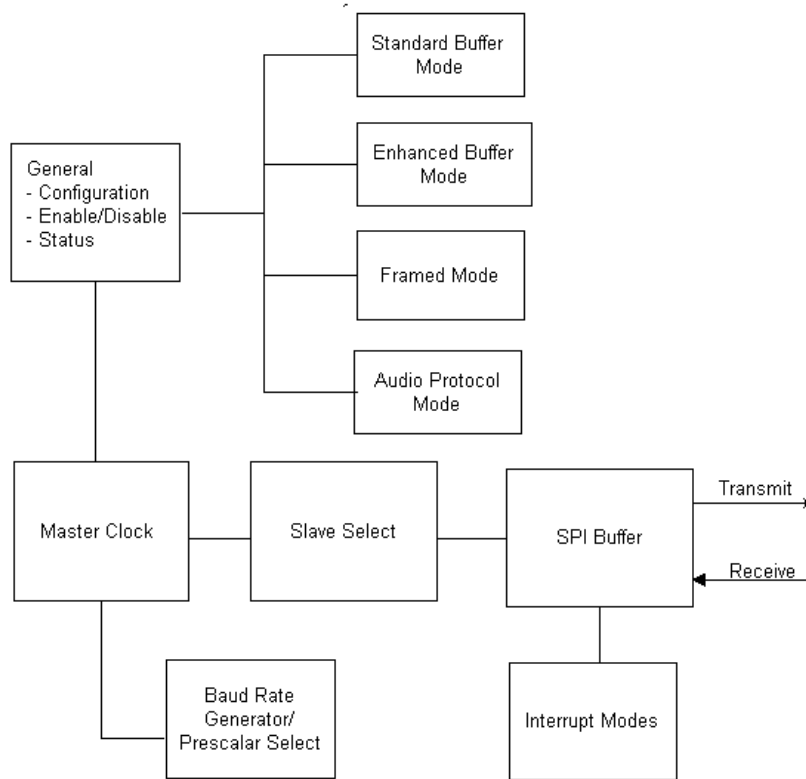 Standard Buffer
Mode
Enhanced Buffer
Mode
General
- Configuration
- Enable/Disable
- Status
Framed Mode
Audio Protocol
Mode
Master Clock
Slave Select
SPI Buffer
Transmit
Receive
Baud Rate
Generator/
Prescalar Select
Interrupt Modes